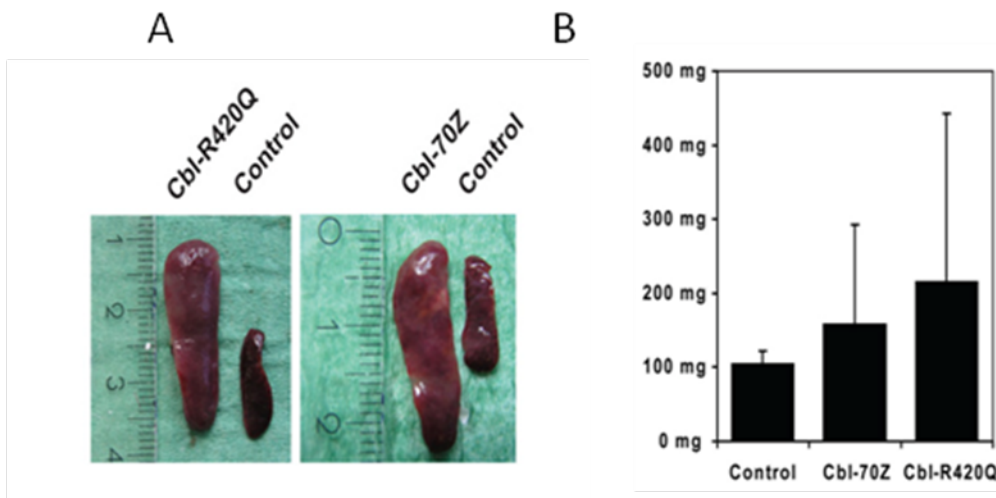 A
B
Cbl-R420Q
Control
Cbl-70Z
Control
1
2
3
4
0
1
2
500 mg
400 mg
300 mg
200 mg
100 mg
0 mg
Control Cbl-70Z Cbl-R420Q